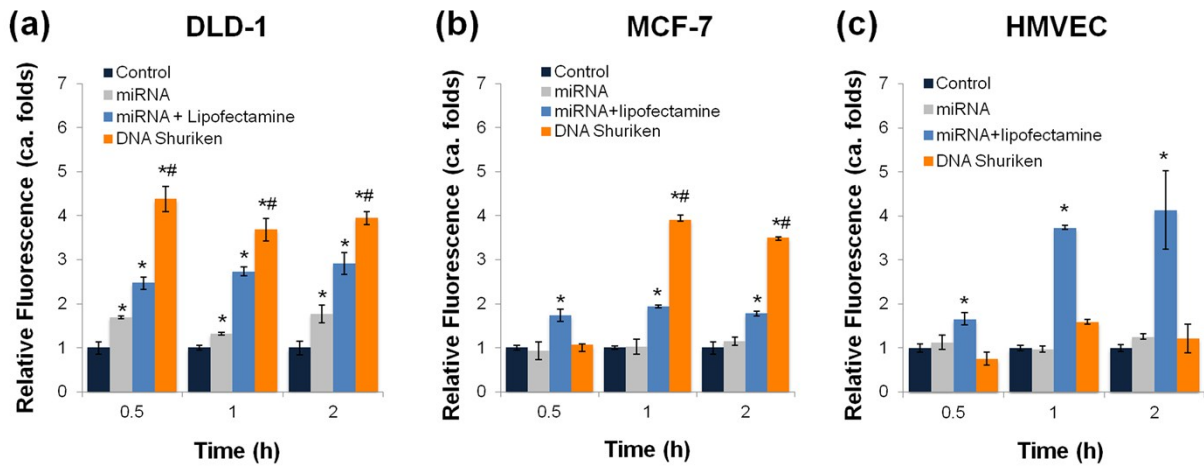 (a) DLD-1
Relative Fluorescence (ca. folds)
7
6
5
4
3
2
1
0
Control
miRNA
miRNA + Lipofectamine
DNA Shuriken
*
*
*#
*
*
*#
*
*
*#
0.5 1 2
Time (h)
(b) MCF-7
Relative Fluorescence (ca. folds)
7
6
5
4
3
2
1
0
Control
miRNA
miRNA+lipofectamine
DNA Shuriken
*
*
*#
*
*#
0.5 1 2
Time (h)
(c) HMVEC
Relative Fluorescence (ca. folds)
7
6
5
4
3
2
1
0
Control
miRNA
miRNA+lipofectamine
DNA Shuriken
*
*
*
0.5 1 2
Time (h)